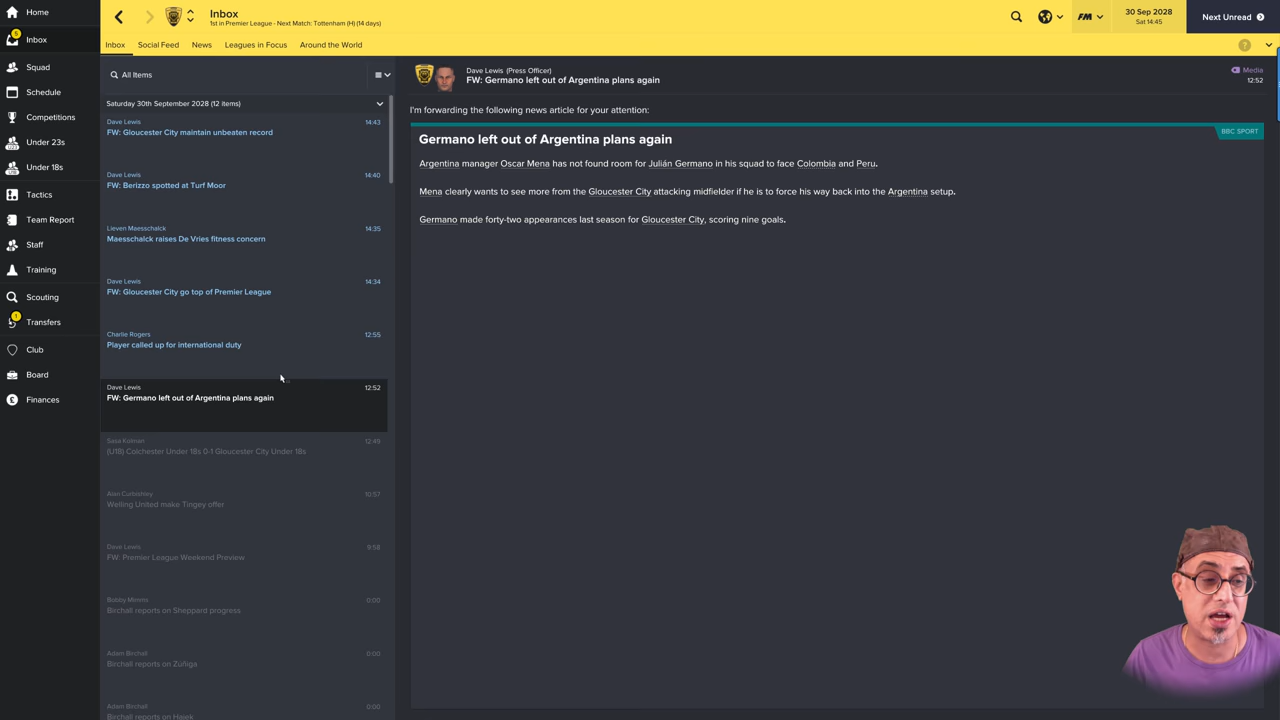 Home
5
Inbox
Squad
Schedule
Competitions
Under 23s
Under 18s
Tactics
Team Report
Staff
Training
Scouting
1
Transfers
Club
Board
Finances
Inbox
1st in Premier League - Next Match: Tottenham (H) (14 days)
FM
30 Sep 2028
Sat 14:45
Next Unread
Inbox
Social Feed
News
Leagues in Focus
Around the World
?
All Items
Saturday 30th September 2028 (12 items)
Dave Lewis 14:43
FW: Gloucester City maintain unbeaten record
Dave Lewis 14:40
FW: Berizzo spotted at Turf Moor
Lieven Maesschalck 14:35
Maesschalck raises De Vries fitness concern
Dave Lewis 14:34
FW: Gloucester City go top of Premier League
Charlie Rogers 12:55
Player called up for international duty
Dave Lewis 12:52
FW: Germano left out of Argentina plans again
Sasa Kolman 12:49
(U18) Colchester Under 18s 0-1 Gloucester City Under 18s
Alan Curbishley 10:57
Welling United make Tingey offer
Dave Lewis 9:58
FW: Premier League Weekend Preview
Bobby Mimms 0:00
Birchall reports on Sheppard progress
Adam Birchall 0:00
Birchall reports on Zuñiga
Adam Birchall 0:00
Birchall reports on Hajek
Dave Lewis (Press Officer)
FW: Germano left out of Argentina plans again
Media
12:52
I'm forwarding the following news article for your attention:
BBC SPORT
Germano left out of Argentina plans again
Argentina manager Oscar Mena has not found room for Julián Germano in his squad to face Colombia and Peru.
Mena clearly wants to see more from the Gloucester City attacking midfielder if he is to force his way back into the Argentina setup.
Germano made forty-two appearances last season for Gloucester City, scoring nine goals.